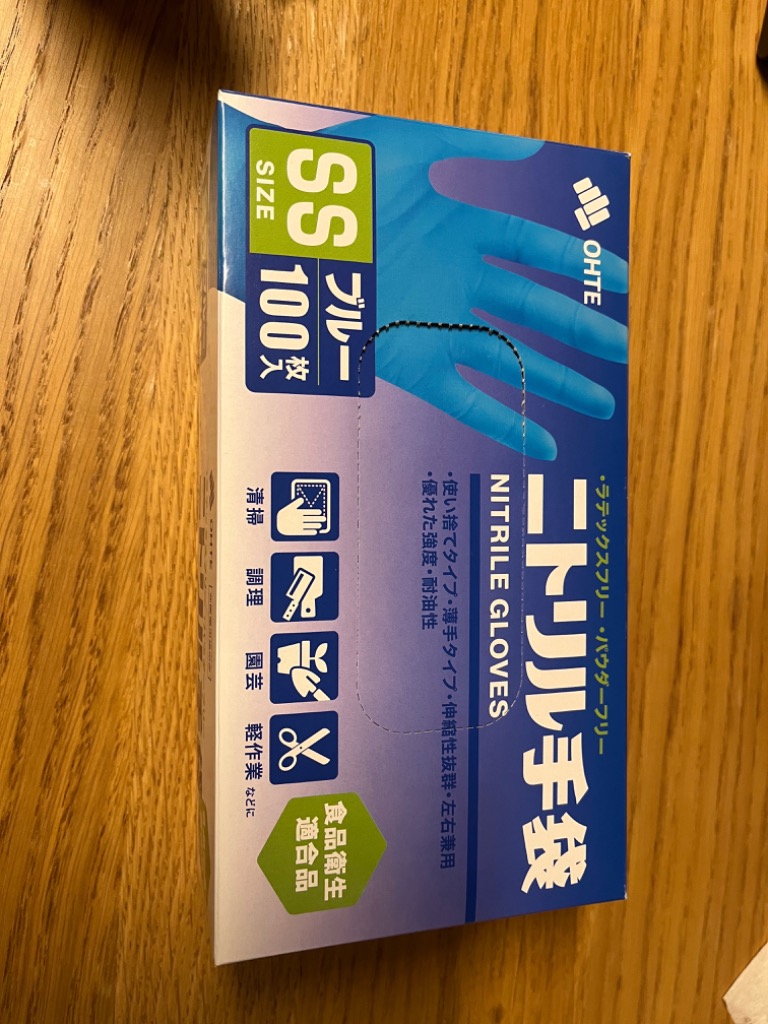 OHTE
・ラテックスフリー・パウダーフリー
ニトリル手袋
NITRILE GLOVES
・使い捨てタイプ・薄手タイプ・伸縮性抜群・左右兼用
・優れた強度・耐油性
SS
SIZE
ブルー
100枚入
清掃
調理
園芸
軽作業 などに
食品衛生
適合品